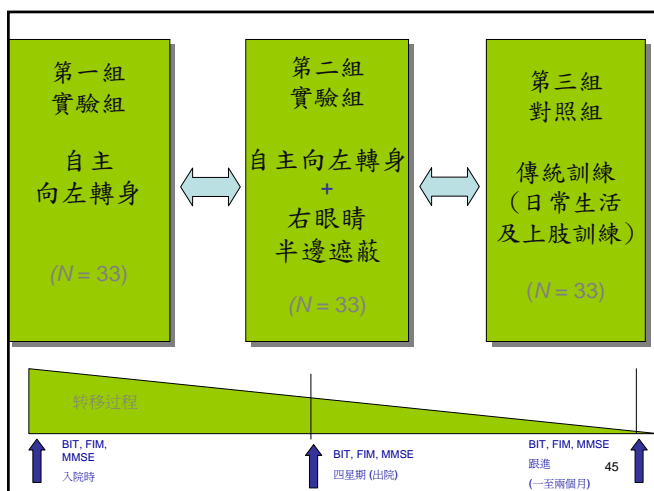 第一組
實驗組
自主
向左轉身
(N = 33)
第二組
實驗組
自主向左轉身
+
右眼睛
半邊遮蔽
(N = 33)
第三組
對照組
傳統訓練
（日常生活
及上肢訓練）
(N = 33)
转移过程
BIT, FIM,
MMSE
入院時
BIT, FIM, MMSE
四星期 (出院)
BIT, FIM, MMSE
跟進
(一至兩個月)
45